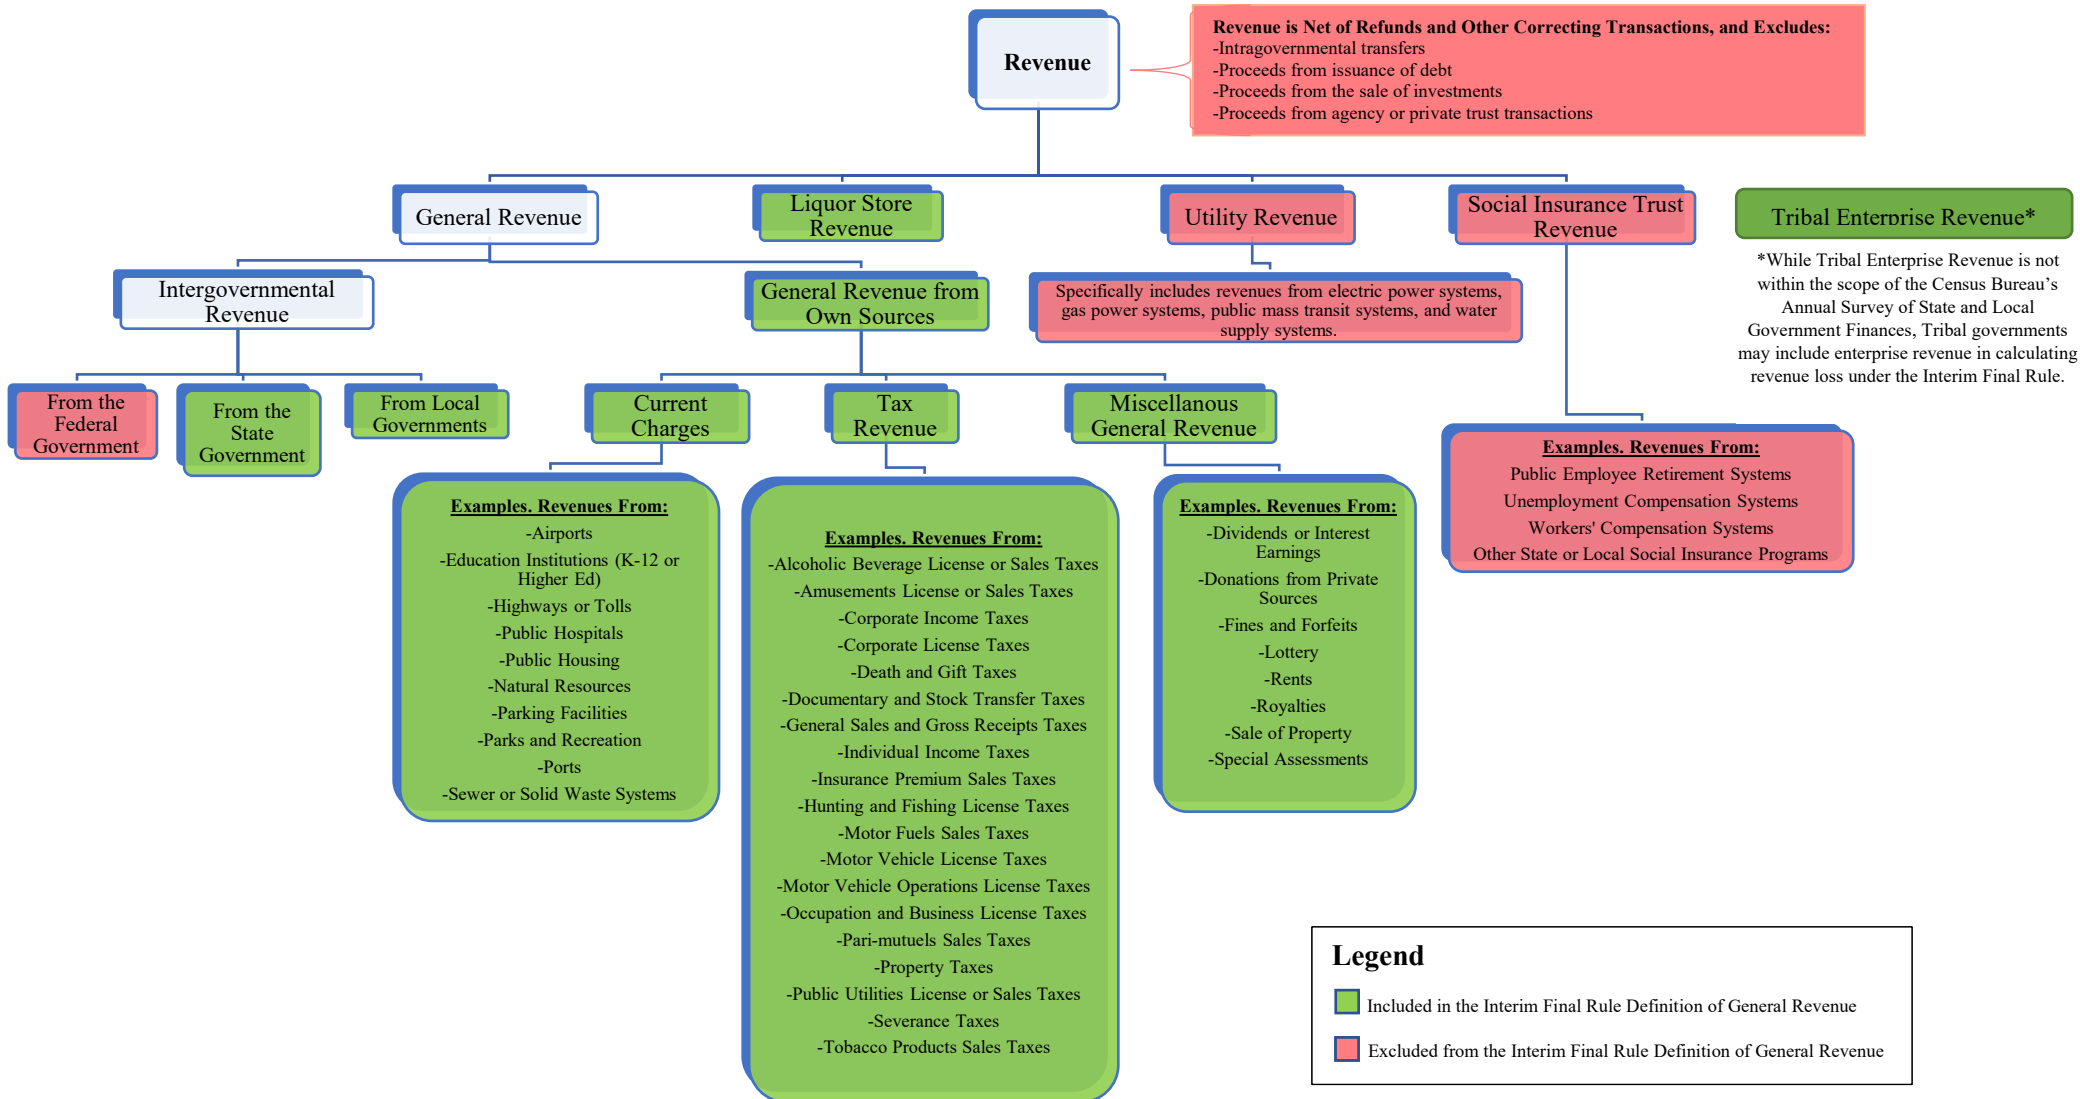 Revenue
Revenue is Net of Refunds and Other Correcting Transactions, and Excludes:
-Intragovernmental transfers
-Proceeds from issuance of debt
-Proceeds from the sale of investments
-Proceeds from agency or private trust transactions
General Revenue
Liquor Store
Revenue
Utility Revenue
Social Insurance Trust
Revenue
Tribal Enterprise Revenue*
*While Tribal Enterprise Revenue is not
within the scope of the Census Bureau's
Annual Survey of State and Local
Government Finances, Tribal governments
may include enterprise revenue in calculating
revenue loss under the Interim Final Rule.
Intergovernmental
Revenue
General Revenue from
Own Sources
Specifically includes revenues from electric power systems,
gas power systems, public mass transit systems, and water
supply systems.
From the
Federal
Government
From the
State
Government
From Local
Governments
Current
Charges
Tax
Revenue
Miscellanous
General Revenue
Examples. Revenues From:
-Airports
-Education Institutions (K-12 or
Higher Ed)
-Highways or Tolls
-Public Hospitals
-Public Housing
-Natural Resources
-Parking Facilities
-Parks and Recreation
-Ports
-Sewer or Solid Waste Systems
Examples. Revenues From:
-Alcoholic Beverage License or Sales Taxes
-Amusements License or Sales Taxes
-Corporate Income Taxes
-Corporate License Taxes
-Death and Gift Taxes
-Documentary and Stock Transfer Taxes
-General Sales and Gross Receipts Taxes
-Individual Income Taxes
-Insurance Premium Sales Taxes
-Hunting and Fishing License Taxes
-Motor Fuels Sales Taxes
-Motor Vehicle License Taxes
-Motor Vehicle Operations License Taxes
-Occupation and Business License Taxes
-Pari-mutuels Sales Taxes
-Property Taxes
-Public Utilities License or Sales Taxes
-Severance Taxes
-Tobacco Products Sales Taxes
Examples. Revenues From:
-Dividends or Interest
Earnings
-Donations from Private
Sources
-Fines and Forfeits
-Lottery
-Rents
-Royalties
-Sale of Property
-Special Assessments
Examples. Revenues From:
Public Employee Retirement Systems
Unemployment Compensation Systems
Workers' Compensation Systems
Other State or Local Social Insurance Programs
Legend
Included in the Interim Final Rule Definition of General Revenue
Excluded from the Interim Final Rule Definition of General Revenue